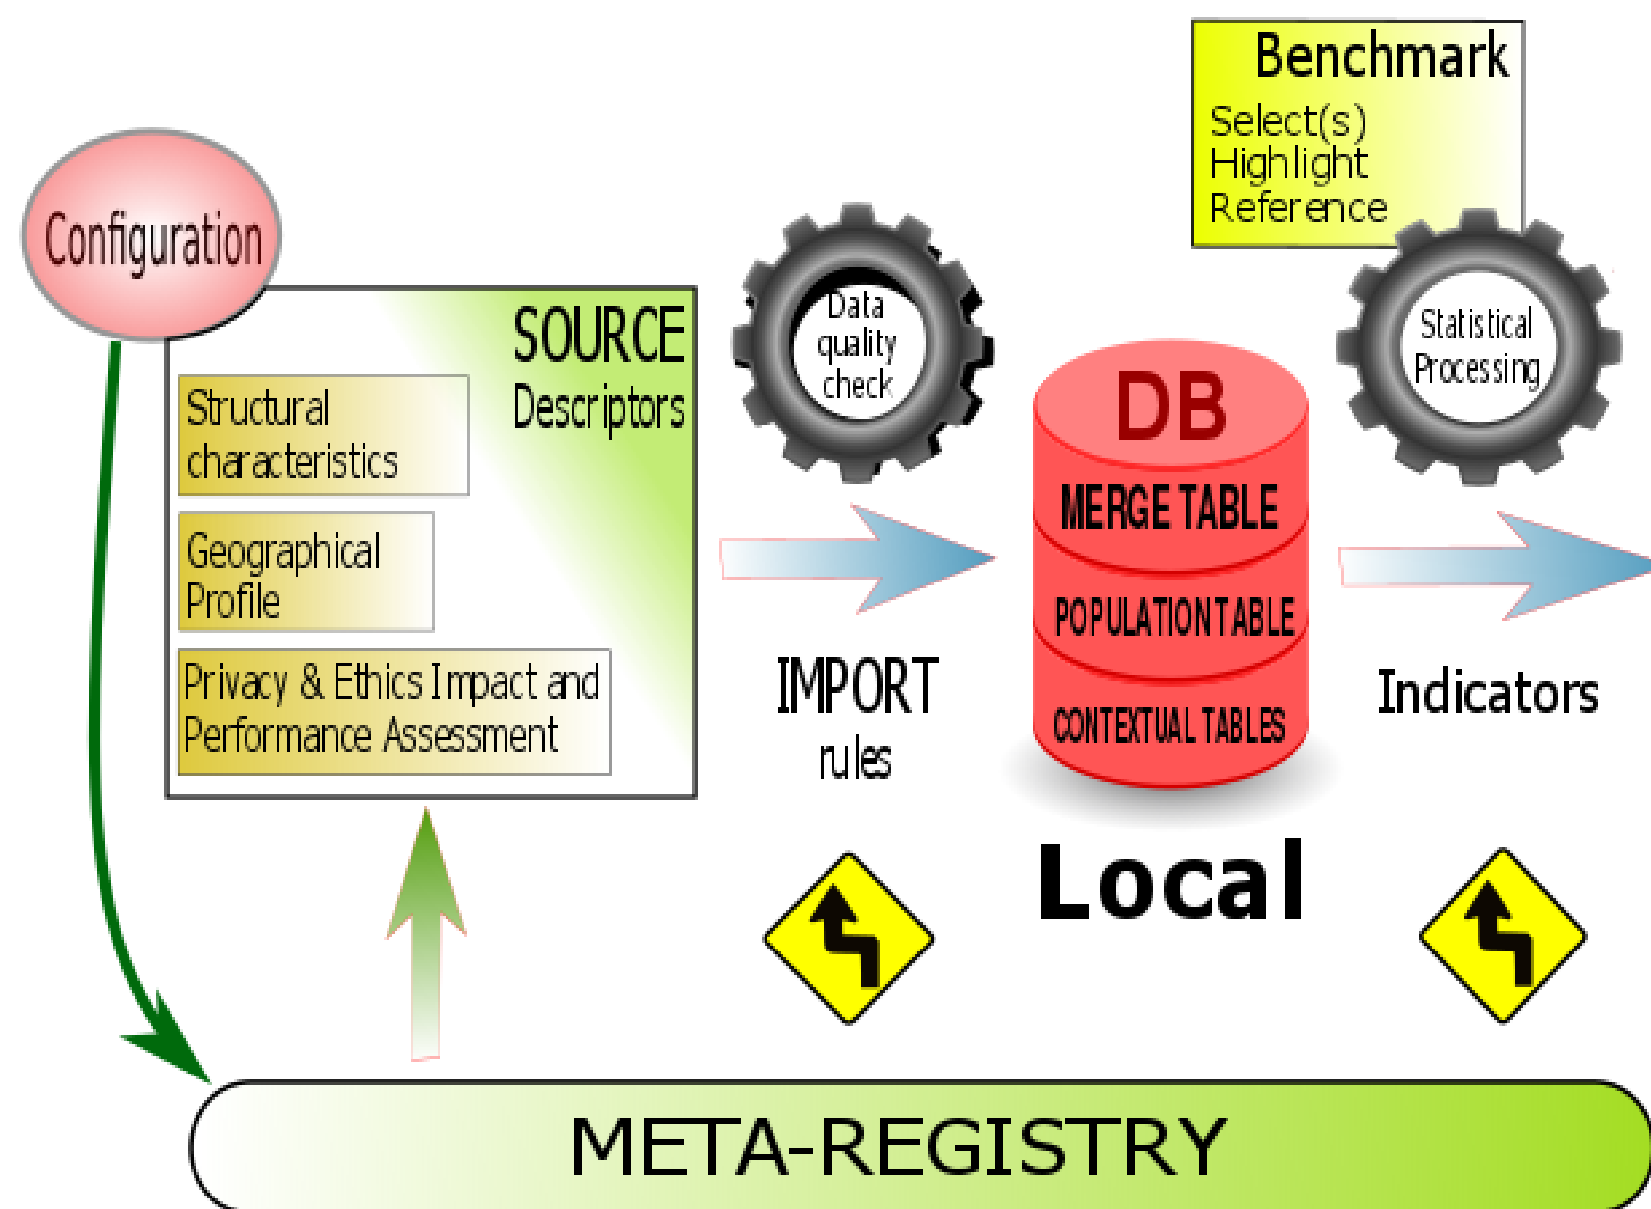 Benchmark
Select(s)
Highlight
Reference
Configuration
SOURCE
Descriptors
Structural
characteristics
Geographical
Profile
Privacy & Ethics Impact and
Performance Assessment
Data
quality
check
IMPORT
rules
DB
MERGE TABLE
POPULATION TABLE
CONTEXTUAL TABLES
Local
Statistical
Processing
Indicators
META-REGISTRY